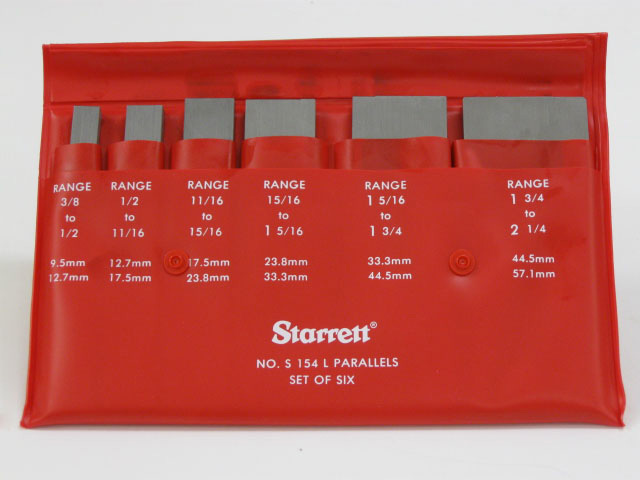 RANGE RANGE RANGE RANGE RANGE RANGE
3/8 1/2 11/16 15/16 1 5/16 1 3/4
to to to to to to
1/2 11/16 15/16 1 5/16 1 3/4 2 1/4
9.5mm 12.7mm 17.5mm 23.8mm 33.3mm 44.5mm
12.7mm 17.5mm 23.8mm 33.3mm 44.5mm 57.1mm
Starrett®
NO. S 154 L PARALLELS
SET OF SIX